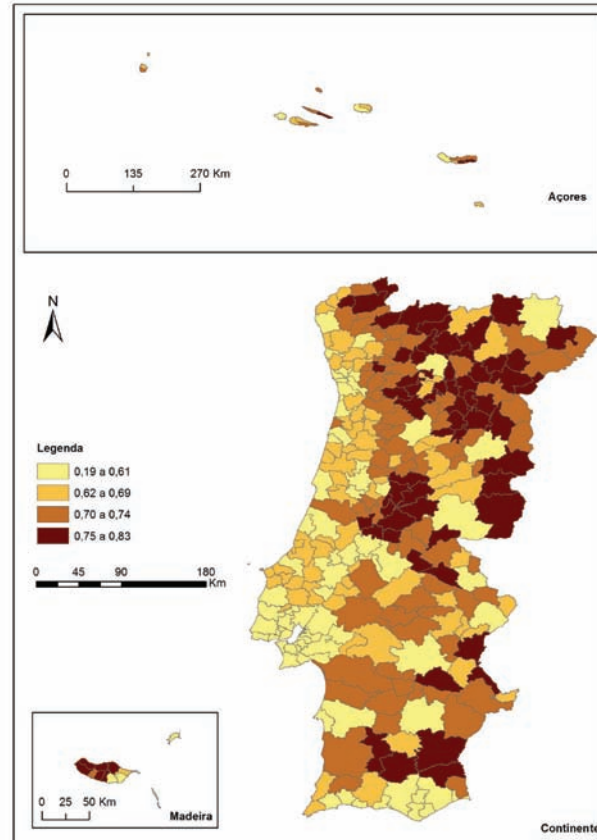 0 135 270 Km
Açores
N
Legenda
0,19 a 0,61
0,62 a 0,69
0,70 a 0,74
0,75 a 0,83
0 45 90 180
Km
0 25 50 Km
Madeira
Continente